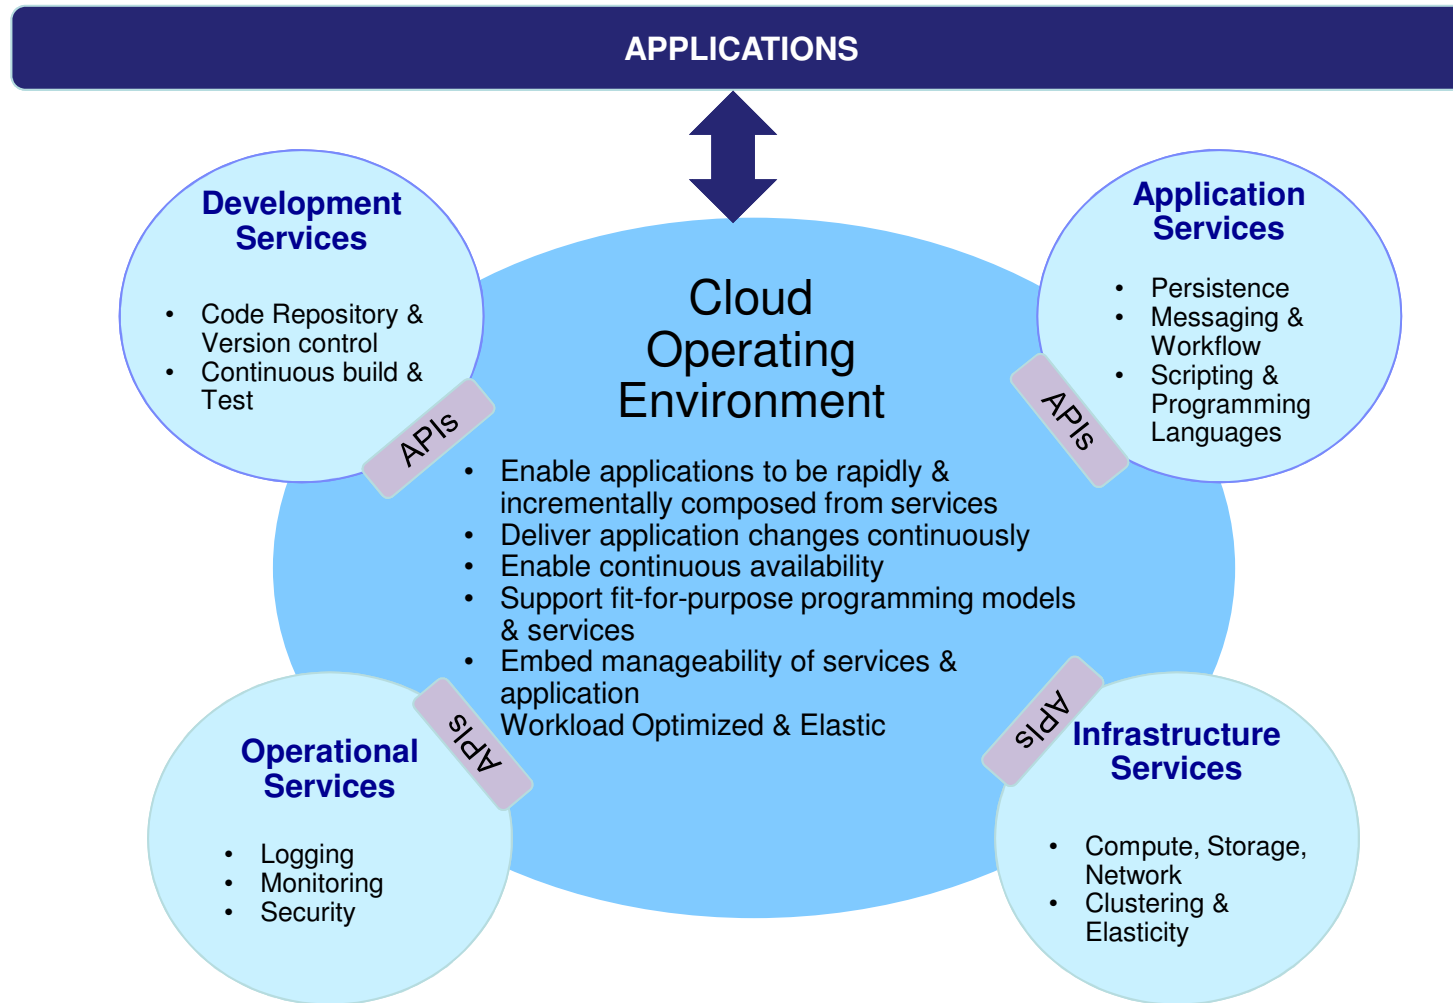 APPLICATIONS
Development
Services
• Code Repository &
Version control
• Continuous build &
Test
APIs
Application
Services
• Persistence
• Messaging &
Workflow
• Scripting &
Programming
Languages
APIs
Cloud
Operating
Environment
• Enable applications to be rapidly &
incrementally composed from services
• Deliver application changes continuously
• Enable continuous availability
• Support fit-for-purpose programming models
& services
• Embed manageability of services &
application
Workload Optimized & Elastic
APIs
Operational
Services
• Logging
• Monitoring
• Security
APIs
Infrastructure
Services
• Compute, Storage,
Network
• Clustering &
Elasticity